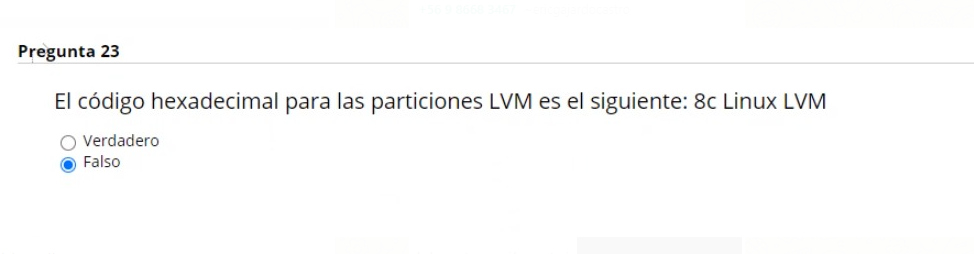 Pregunta 23
El código hexadecimal para las particiones LVM es el siguiente: 8c Linux LVM
Verdadero
Falso